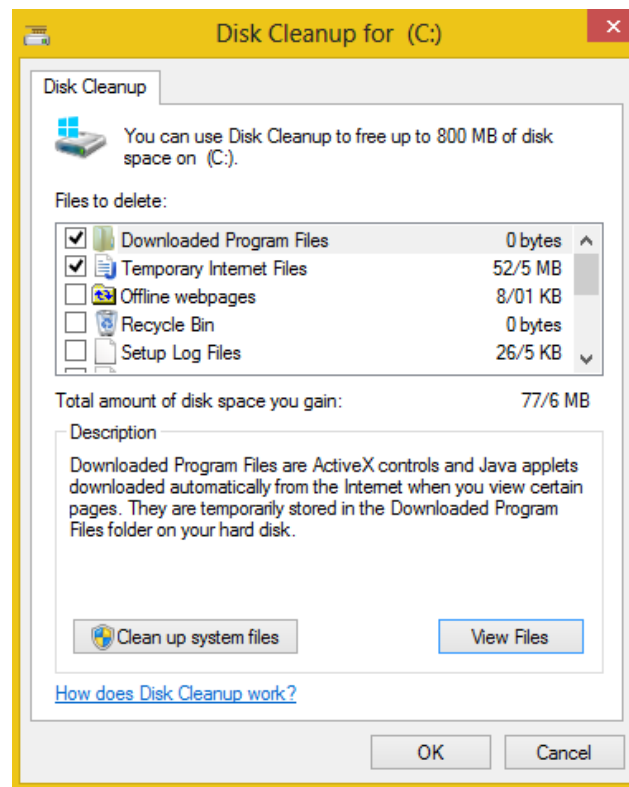 Disk Cleanup for (C:)
Disk Cleanup
You can use Disk Cleanup to free up to 800 MB of disk
space on (C:).
Files to delete:
Downloaded Program Files 0 bytes
Temporary Internet Files 52/5 MB
Offline webpages 8/01 KB
Recycle Bin 0 bytes
Setup Log Files 26/5 KB
Total amount of disk space you gain: 77/6 MB
Description
Downloaded Program Files are ActiveX controls and Java applets
downloaded automatically from the Internet when you view certain
pages. They are temporarily stored in the Downloaded Program
Files folder on your hard disk.
Clean up system files View Files
How does Disk Cleanup work?
OK Cancel